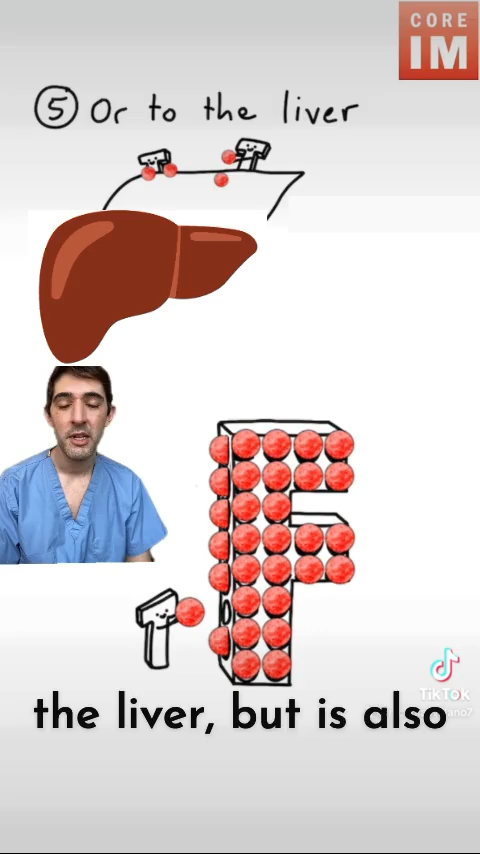 CORE
IM
⑤ Or to the liver
T T
F
T
the liver, but is also
TikTok